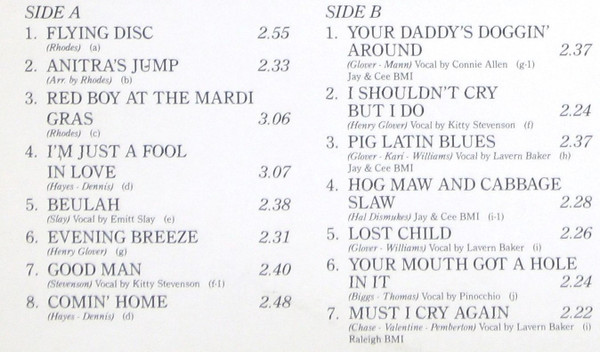 SIDE A
1. FLYING DISC 2.55
(Rhodes) (a)
2. ANITRA'S JUMP 2.33
(Arr. by Rhodes) (b)
3. RED BOY AT THE MARDI
GRAS 3.06
(Rhodes) (c)
4. I'M JUST A FOOL
IN LOVE 3.07
(Hayes - Dennis) (d)
5. BEULAH 2.38
(Slay) Vocal by Emitt Slay (e)
6. EVENING BREEZE 2.31
(Henry Glover) (g)
7. GOOD MAN 2.40
(Stevenson) Vocal by Kitty Stevenson (f-1)
8. COMIN' HOME 2.48
(Hayes - Dennis) (d)
SIDE B
1. YOUR DADDY'S DOGGIN'
AROUND 2.37
(Glover - Mann) Vocal by Connie Allen (g-1)
Jay & Cee BMI
2. I SHOULDN'T CRY
BUT I DO 2.24
(Henry Glover) Vocal by Kitty Stevenson (f)
3. PIG LATIN BLUES 2.37
(Glover - Kari - Williams) Vocal by Lavern Baker (h)
Jay & Cee BMI
4. HOG MAW AND CABBAGE
SLAW 2.28
(Hal Dismukes) Jay & Cee BMI (i-1)
5. LOST CHILD 2.26
(Glover - Williams) Vocal by Lavern Baker (i)
6. YOUR MOUTH GOT A HOLE
IN IT 2.24
(Biggs - Thomas) Vocal by Pinocchio (j)
7. MUST I CRY AGAIN 2.22
(Chase - Valentine - Pemberton) Vocal by Lavern Baker (i)
Raleigh BMI